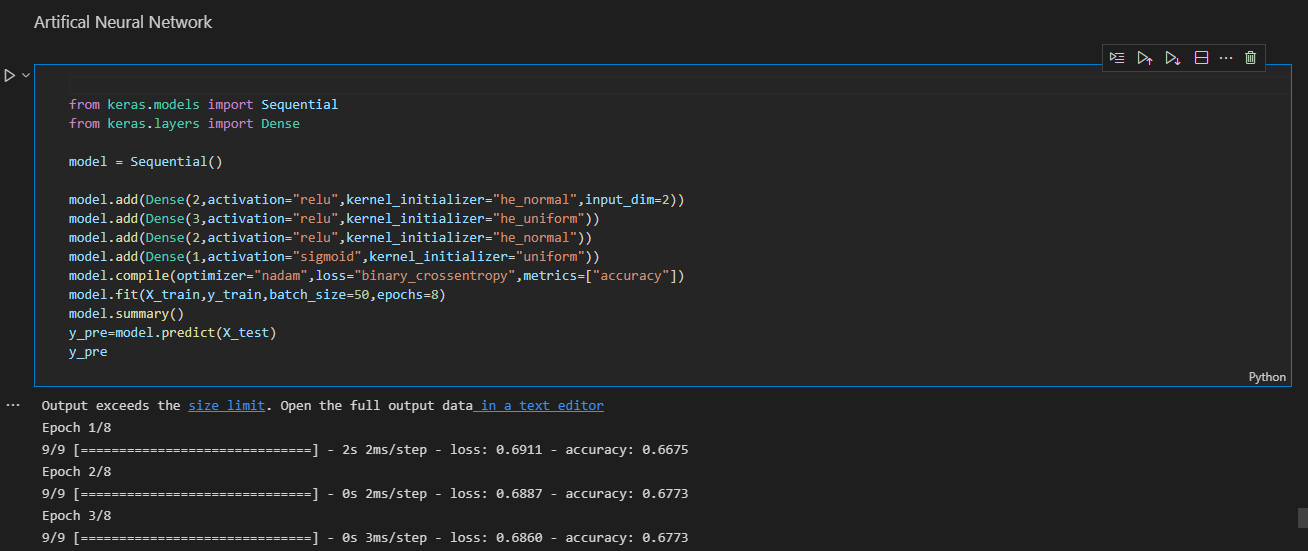 Artifical Neural Network
from keras.models import Sequential
from keras.layers import Dense
model = Sequential()
model.add(Dense(2,activation="relu",kernel_initializer="he_normal",input_dim=2))
model.add(Dense(3,activation="relu",kernel_initializer="he_uniform"))
model.add(Dense(2,activation="relu",kernel_initializer="he_normal"))
model.add(Dense(1,activation="sigmoid",kernel_initializer="uniform"))
model.compile(optimizer="nadam",loss="binary_crossentropy",metrics=["accuracy"])
model.fit(X_train,y_train,batch_size=50,epochs=8)
model.summary()
y_pre=model.predict(X_test)
y_pre
Python
Output exceeds the size limit. Open the full output data in a text editor
Epoch 1/8
9/9 [==============================] - 2s 2ms/step - loss: 0.6911 - accuracy: 0.6675
Epoch 2/8
9/9 [==============================] - 0s 2ms/step - loss: 0.6887 - accuracy: 0.6773
Epoch 3/8
9/9 [==============================] - 0s 3ms/step - loss: 0.6860 - accuracy: 0.6773